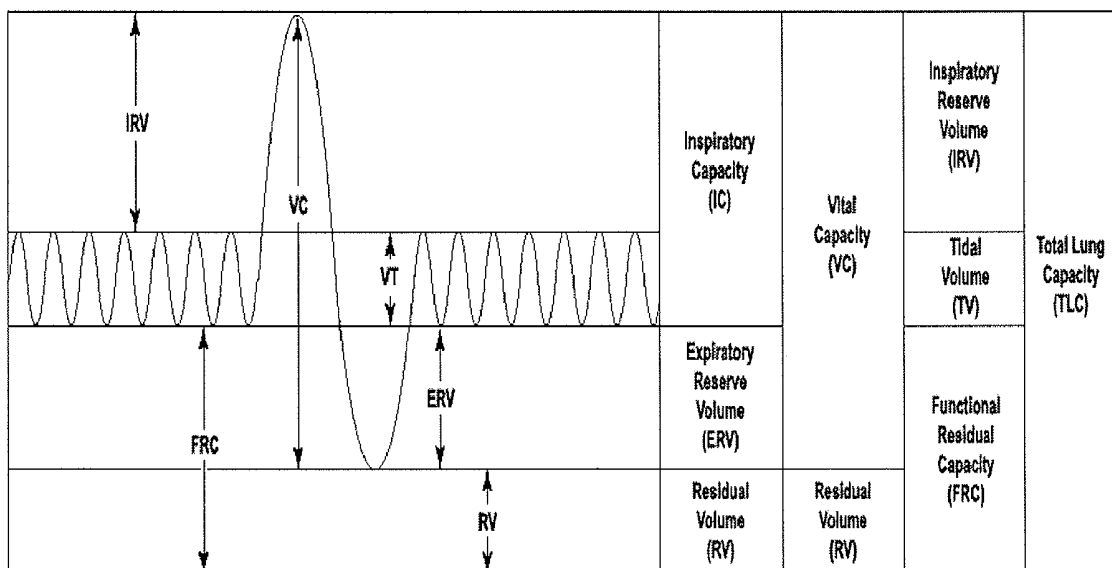 IRV
VC
VT
ERV
FRC
RV
Inspiratory
Capacity
(IC)
Expiratory
Reserve
Volume
(ERV)
Residual
Volume
(RV)
Vital
Capacity
(VC)
Residual
Volume
(RV)
Inspiratory
Reserve
Volume
(IRV)
Tidal
Volume
(TV)
Functional
Residual
Capacity
(FRC)
Total Lung
Capacity
(TLC)